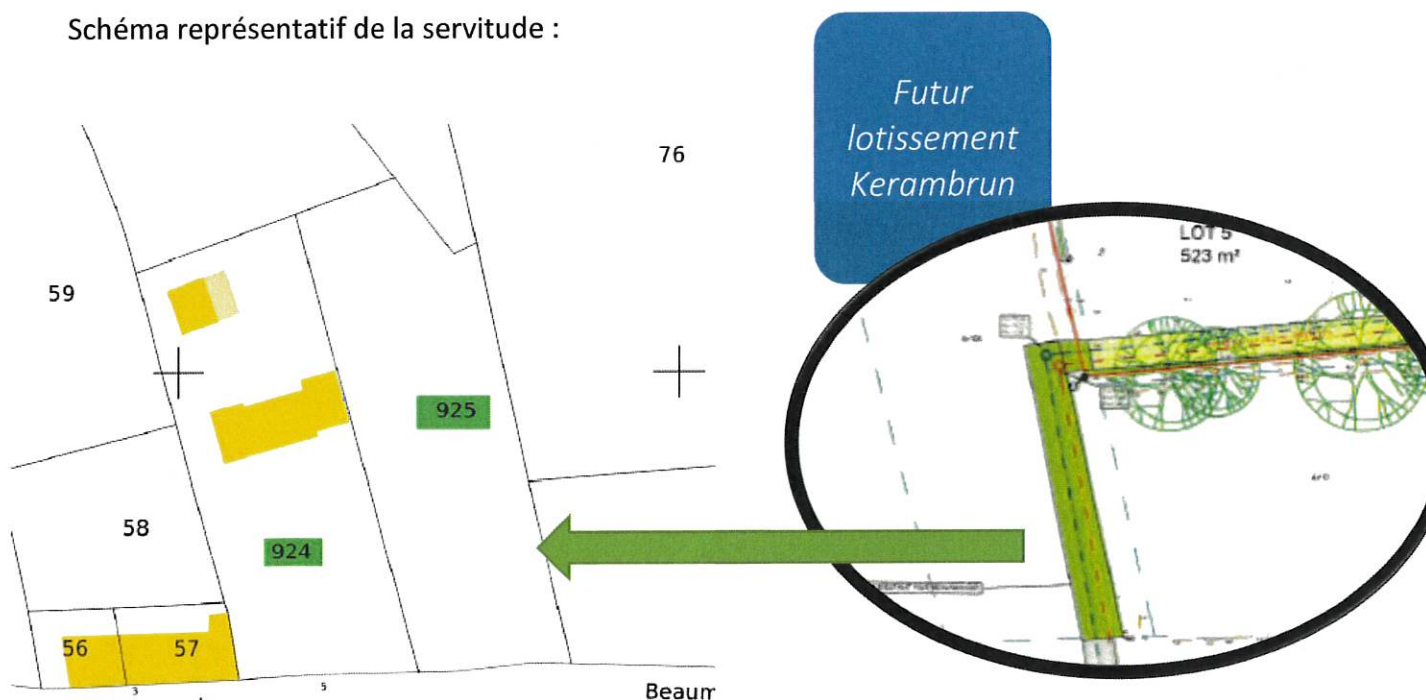 Schéma représentatif de la servitude :
Futur
lotissement
Kerambrun
76
59
LOT 5
523 m²
925
58
924
56
57
3
5
Beaum